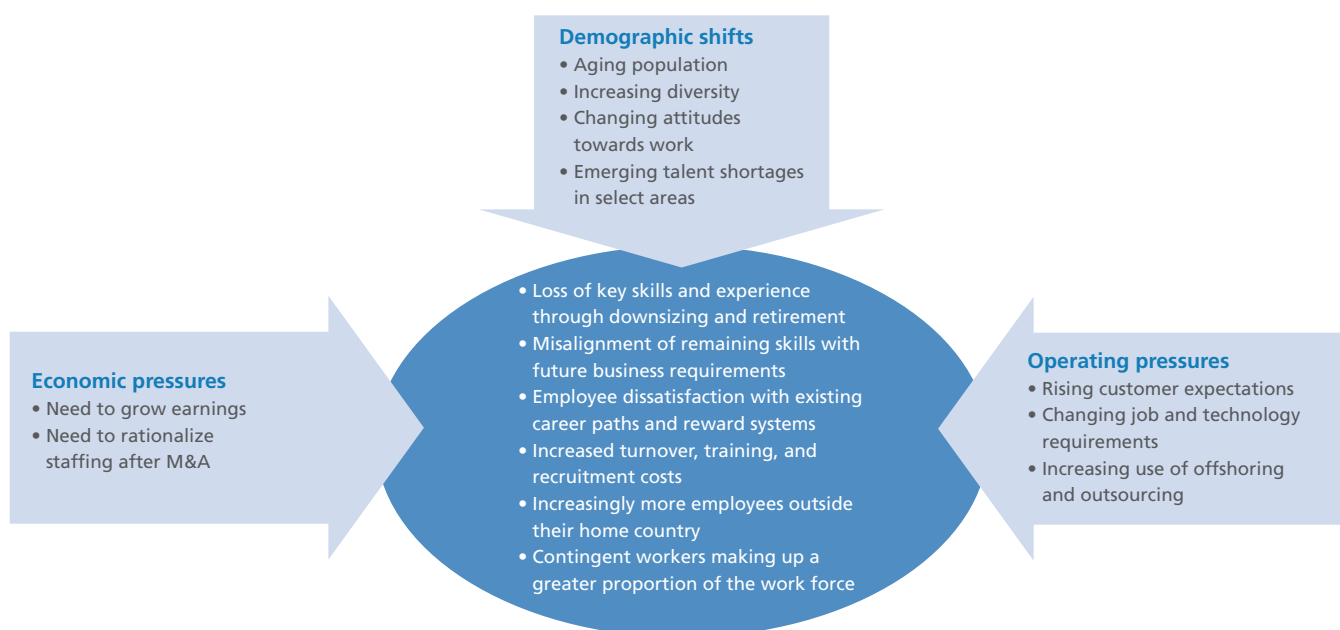 Demographic shifts
• Aging population
• Increasing diversity
• Changing attitudes
towards work
• Emerging talent shortages
in select areas
Economic pressures
• Need to grow earnings
• Need to rationalize
staffing after M&A
• Loss of key skills and experience
through downsizing and retirement
• Misalignment of remaining skills with
future business requirements
• Employee dissatisfaction with existing
career paths and reward systems
• Increased turnover, training, and
recruitment costs
• Increasingly more employees outside
their home country
• Contingent workers making up a
greater proportion of the work force
Operating pressures
• Rising customer expectations
• Changing job and technology
requirements
• Increasing use of offshoring
and outsourcing